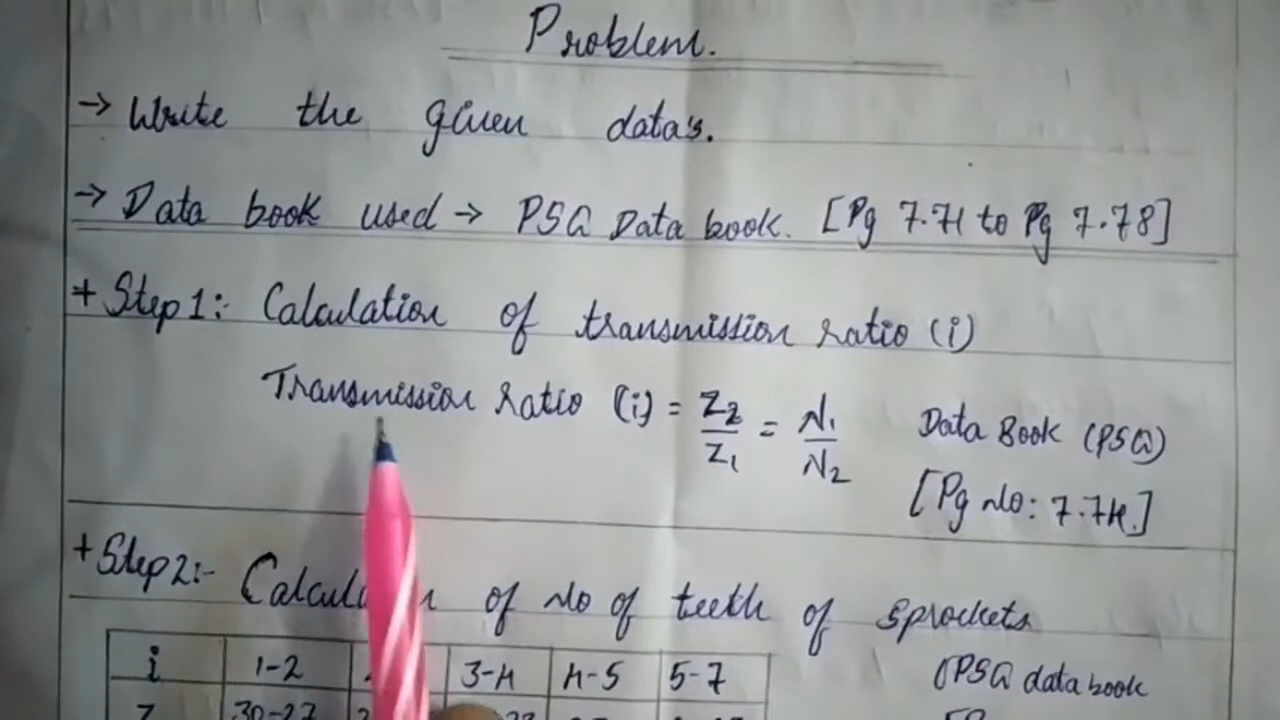 Problem.
→ Write the given data's.
→ Data book used → PSG Data book. [Pg 7.71 to Pg 7.78]
+ Step 1:- Calculation of transmission ratio (i)
Transmission ratio (i) = Z2/Z1 = N1/N2
Data Book (PSG)
[Pg No: 7.74.]
+ Step 2:- of No of teeth of sprockets
i 1-2 3-4 4-5 5-7
(PSG data book
30-27